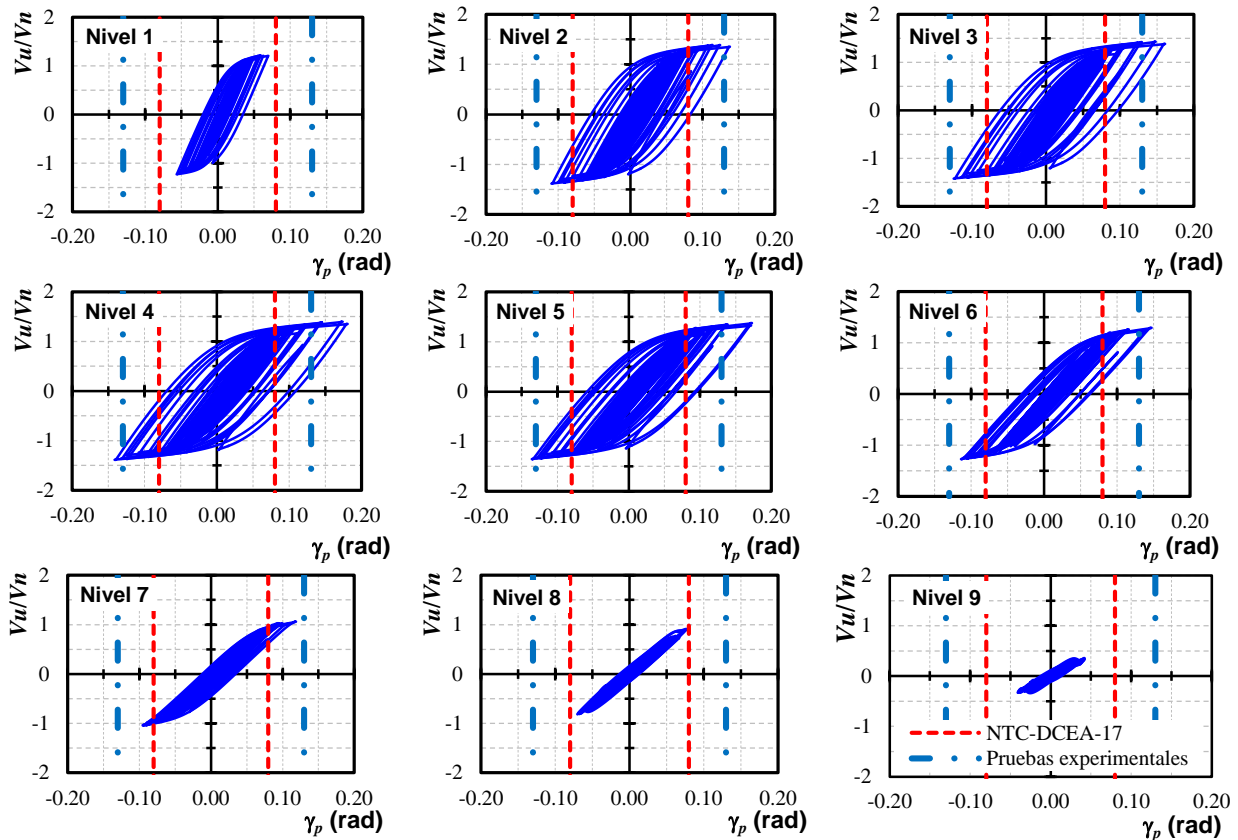 Nivel 1
Vu/Vn
2
1
0
-1
-2
-0.20 -0.10 0.00 0.10 0.20
γp (rad)
Nivel 2
Vu/Vn
2
1
0
-1
-2
-0.20 -0.10 0.00 0.10 0.20
γp (rad)
Nivel 3
Vu/Vn
2
1
0
-1
-2
-0.20 -0.10 0.00 0.10 0.20
γp (rad)
Nivel 4
Vu/Vn
2
1
0
-1
-2
-0.20 -0.10 0.00 0.10 0.20
γp (rad)
Nivel 5
Vu/Vn
2
1
0
-1
-2
-0.20 -0.10 0.00 0.10 0.20
γp (rad)
Nivel 6
Vu/Vn
2
1
0
-1
-2
-0.20 -0.10 0.00 0.10 0.20
γp (rad)
Nivel 7
Vu/Vn
2
1
0
-1
-2
-0.20 -0.10 0.00 0.10 0.20
γp (rad)
Nivel 8
Vu/Vn
2
1
0
-1
-2
-0.20 -0.10 0.00 0.10 0.20
γp (rad)
Nivel 9
Vu/Vn
2
1
0
-1
-2
NTC-DCEA-17
Pruebas experimentales
-0.20 -0.10 0.00 0.10 0.20
γp (rad)